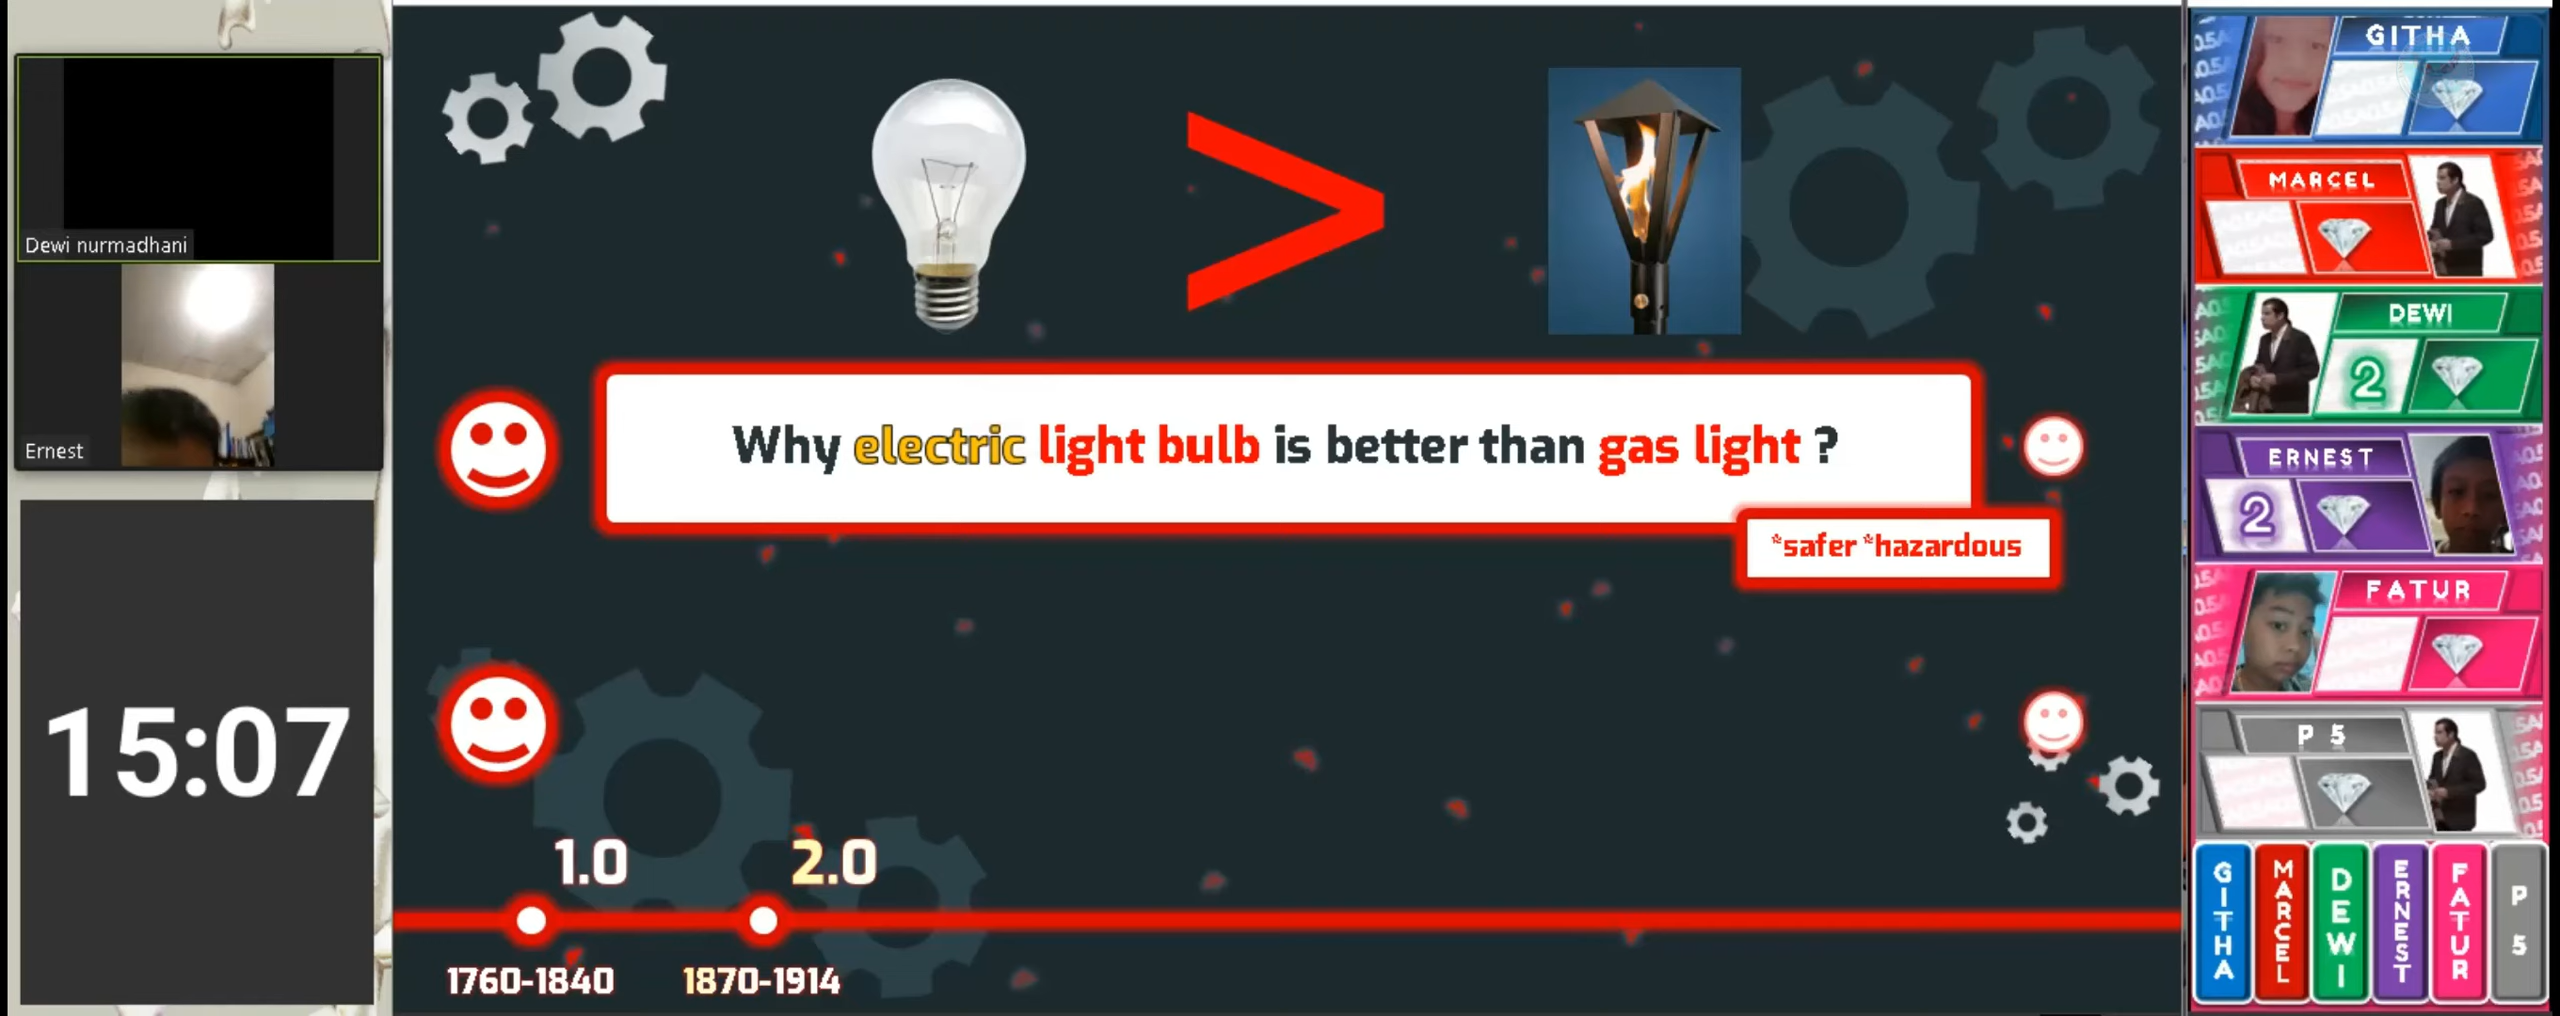 Dewi nurmadhani
Ernest
15:07
>
Why electric light bulb is better than gas light ?
*safer *hazardous
1.0
2.0
1760-1840
1870-1914
GITHA
MARCEL
DEWI
2
ERNEST
2
FATUR
P 5
GITHA
MARCEL
DEWI
ERNEST
FATUR
P 5